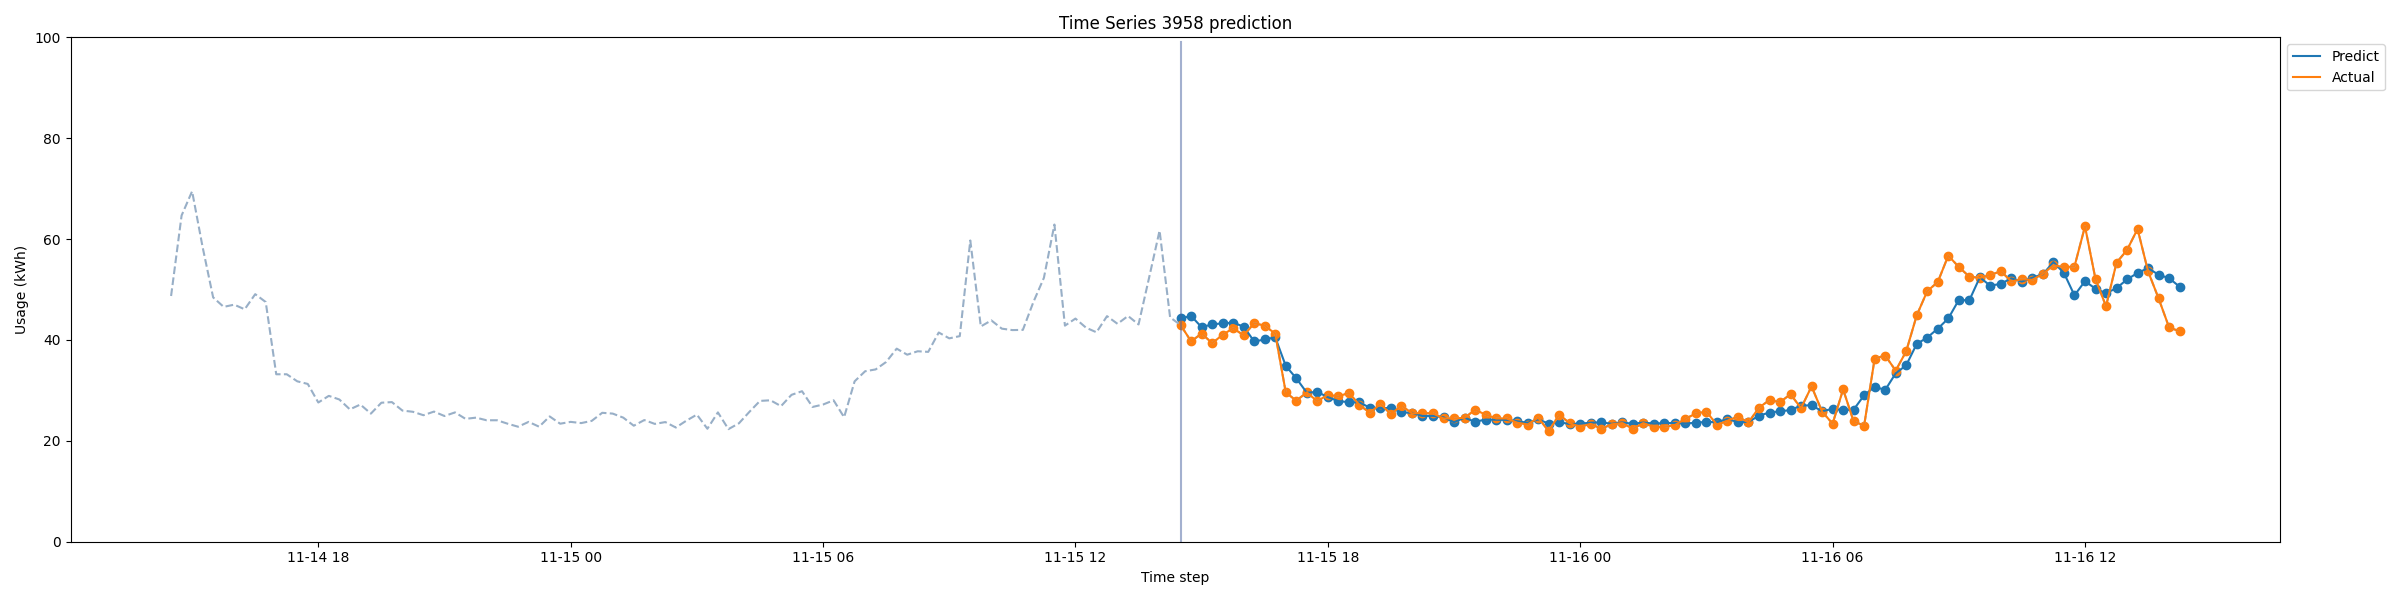 Time Series 3958 prediction
100
80
60
40
20
0
Usage (kWh)
11-14 18
11-15 00
11-15 06
11-15 12
11-15 18
11-16 00
11-16 06
11-16 12
Time step
Predict
Actual